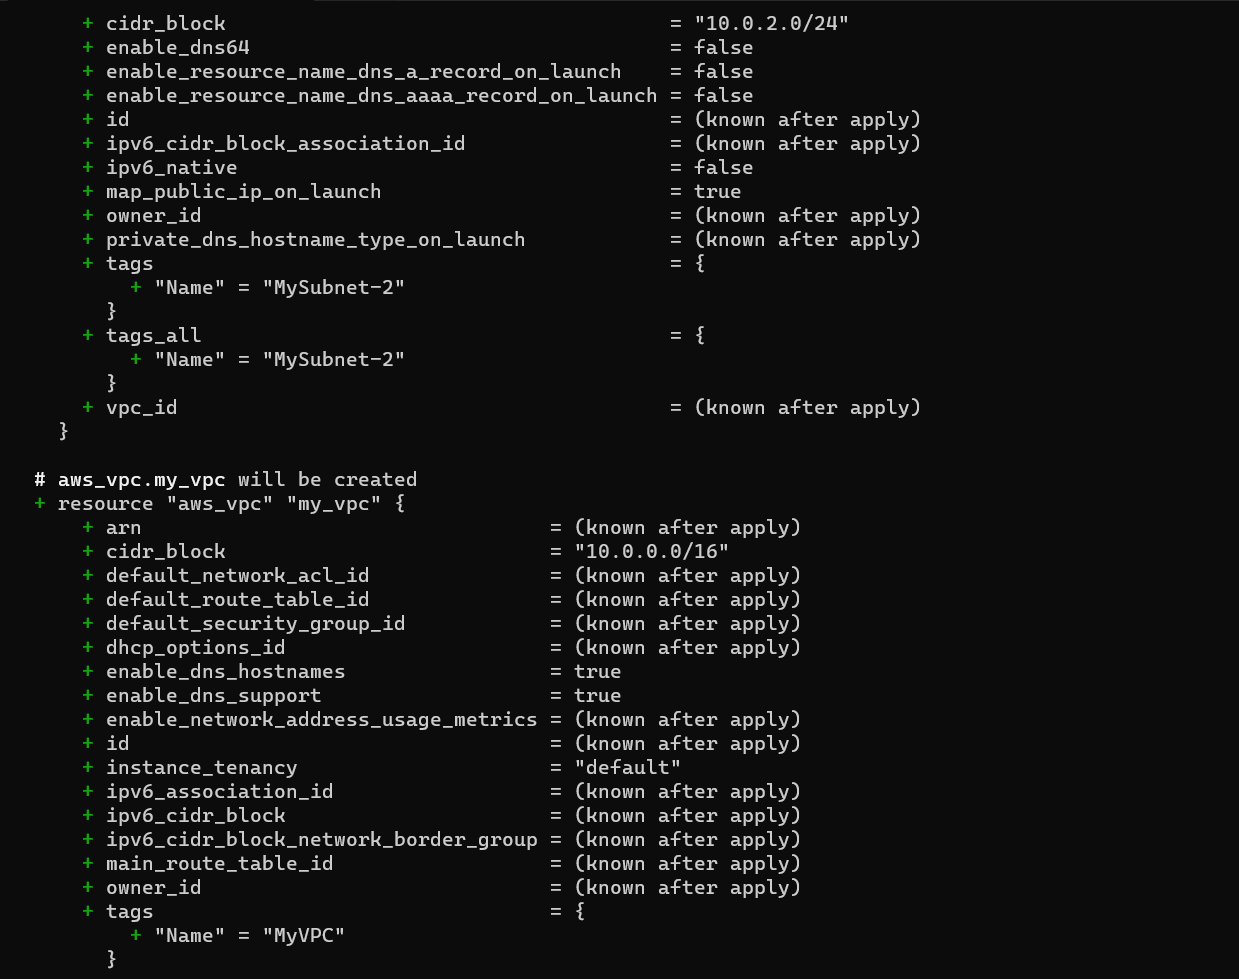 + cidr_block = "10.0.2.0/24"
+ enable_dns64 = false
+ enable_resource_name_dns_a_record_on_launch = false
+ enable_resource_name_dns_aaaa_record_on_launch = false
+ id = (known after apply)
+ ipv6_cidr_block_association_id = (known after apply)
+ ipv6_native = false
+ map_public_ip_on_launch = true
+ owner_id = (known after apply)
+ private_dns_hostname_type_on_launch = (known after apply)
+ tags = {
+ "Name" = "MySubnet-2"
}
+ tags_all = {
+ "Name" = "MySubnet-2"
}
+ vpc_id = (known after apply)
}
# aws_vpc.my_vpc will be created
+ resource "aws_vpc" "my_vpc" {
+ arn = (known after apply)
+ cidr_block = "10.0.0.0/16"
+ default_network_acl_id = (known after apply)
+ default_route_table_id = (known after apply)
+ default_security_group_id = (known after apply)
+ dhcp_options_id = (known after apply)
+ enable_dns_hostnames = true
+ enable_dns_support = true
+ enable_network_address_usage_metrics = (known after apply)
+ id = (known after apply)
+ instance_tenancy = "default"
+ ipv6_association_id = (known after apply)
+ ipv6_cidr_block = (known after apply)
+ ipv6_cidr_block_network_border_group = (known after apply)
+ main_route_table_id = (known after apply)
+ owner_id = (known after apply)
+ tags = {
+ "Name" = "MyVPC"
}